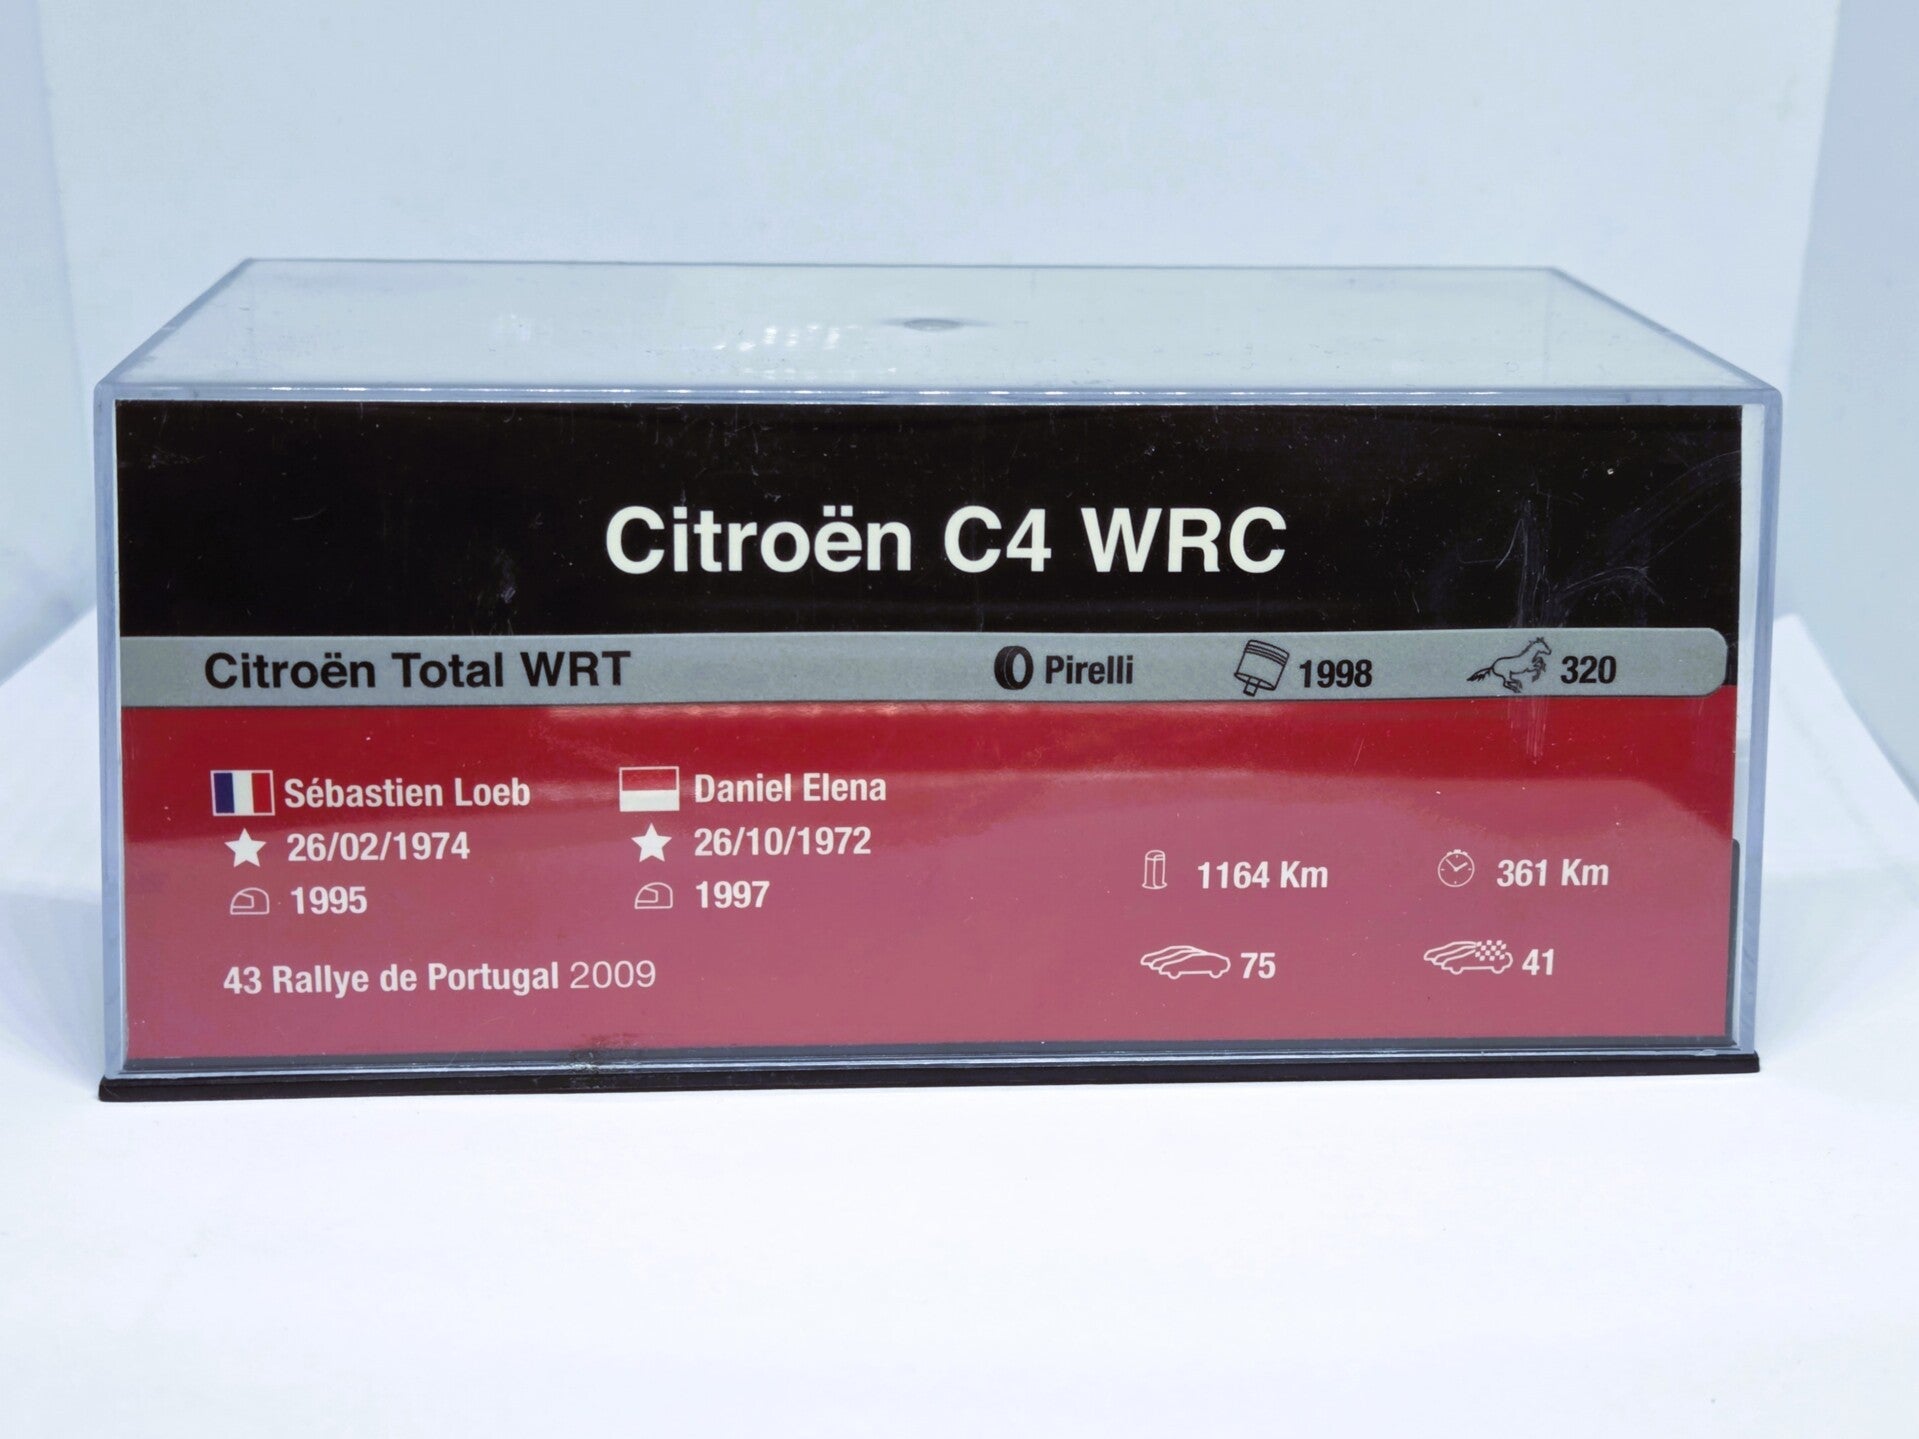 Citroën C4 WRC
Citroën Total WRT Pirelli 1998 320
Sébastien Loeb Daniel Elena
26/02/1974 26/10/1972
1995 1997
1164 Km 361 Km
43 Rallye de Portugal 2009 75 41